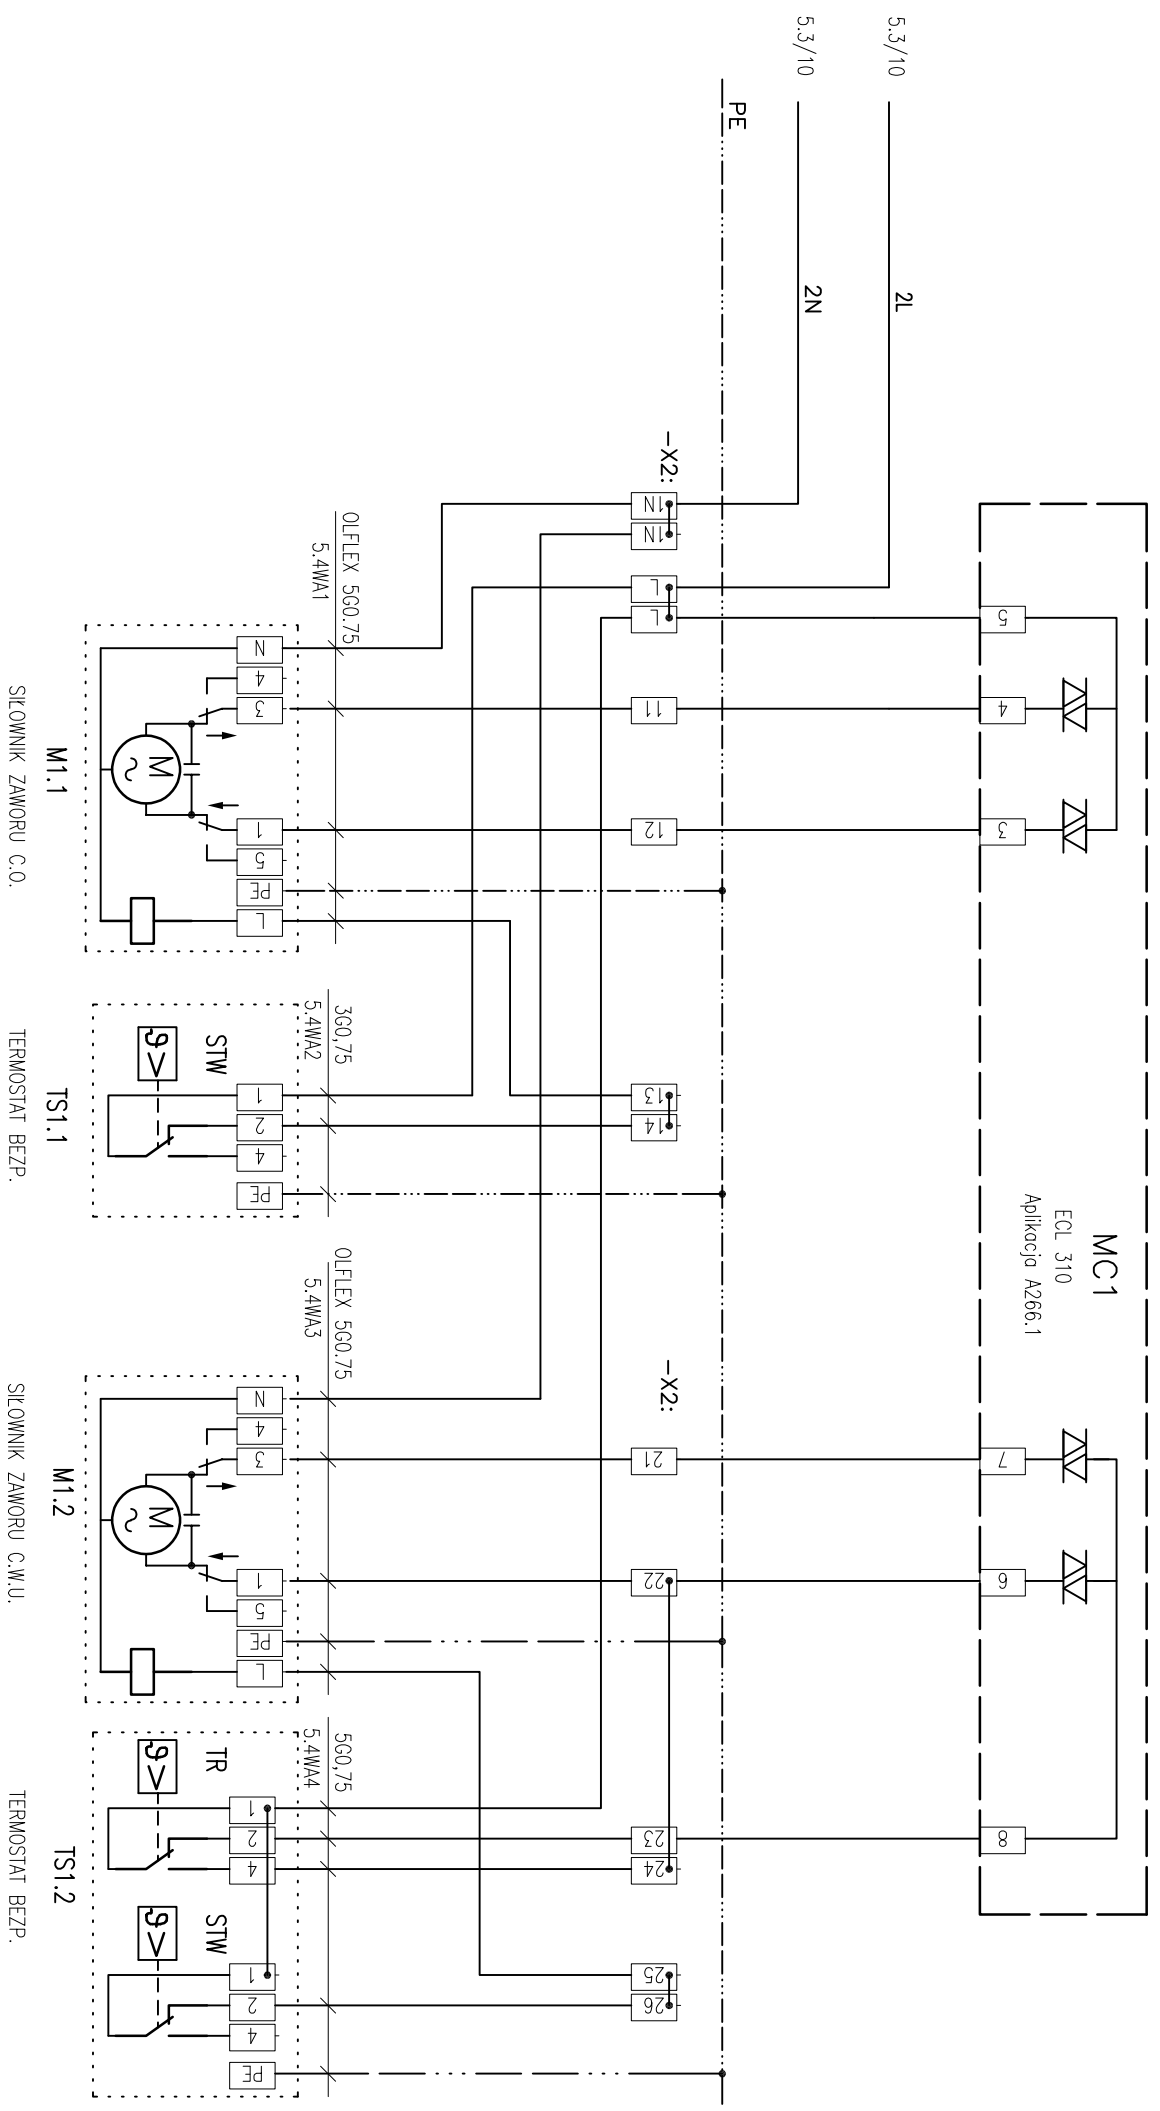 5.3/10
2L
5.3/10
2N
PE
MC1
ECL 310
Aplikacja A266.1
5
4
3
7
6
8
-X2:
1N
1N
L
L
11
12
13
14
-X2:
21
22
23
24
25
26
OLFLEX 5G0.75
5.4WA1
3G0,75
5.4WA2
OLFLEX 5G0.75
5.4WA3
5G0,75
5.4WA4
N
4
3
1
5
PE
L
M
~
M1.1
SIŁOWNIK ZAWORU C.O.
STW
ϑ>
1
2
4
PE
TS1.1
TERMOSTAT BEZP.
N
4
3
1
5
PE
L
M
~
M1.2
SIŁOWNIK ZAWORU C.W.U.
TR
ϑ>
1
2
4
STW
ϑ>
1
2
4
PE
TS1.2
TERMOSTAT BEZP.